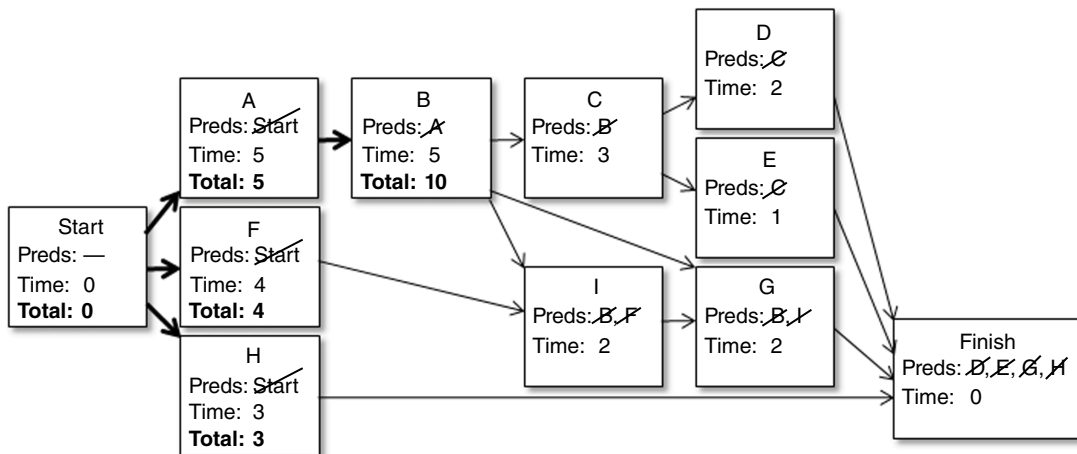 Start
Preds: —
Time: 0
Total: 0
A
Preds: Start
Time: 5
Total: 5
F
Preds: Start
Time: 4
Total: 4
H
Preds: Start
Time: 3
Total: 3
B
Preds: A
Time: 5
Total: 10
C
Preds: B
Time: 3
I
Preds: B, F
Time: 2
D
Preds: C
Time: 2
E
Preds: C
Time: 1
G
Preds: B, I
Time: 2
Finish
Preds: D, E, G, H
Time: 0